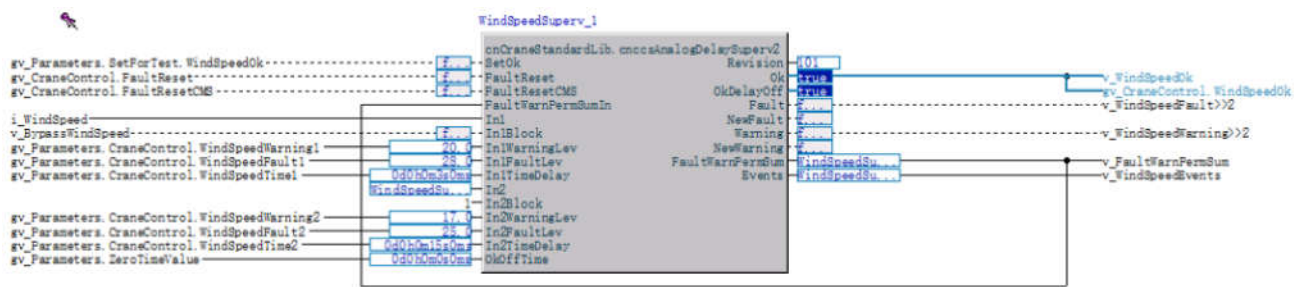 WindSpeedSuperv_1
cnCraneStandardLib.cnccsAnalogDelaySuperv2
gv_Parameters.SetForTest.WindSpeedOk f... SetOk Revision 101
gv_CraneControl.FaultReset f... FaultReset Ok true v_WindSpeedOk
gv_CraneControl.FaultResetCMS f... FaultResetCMS OkDelayOff true gv_CraneControl.WindSpeedOk
FaultWarnPermSumIn Fault f... v_WindSpeedFault>>2
i_WindSpeed In1 NewFault f...
v_BypassWindSpeed f... In1Block Warning f... v_WindSpeedWarning>>2
gv_Parameters.CraneControl.WindSpeedWarning1 20.0 In1WarningLev NewWarning f...
gv_Parameters.CraneControl.WindSpeedFault1 In1FaultLev FaultWarnPermSum WindSpeedSu... v_FaultWarnPermSum
gv_Parameters.CraneControl.WindSpeedTime1 0d0h0m3s0ms In1TimeDelay Events WindSpeedSu... v_WindSpeedEvents
WindSpeedSu... In2
1 In2Block
gv_Parameters.CraneControl.WindSpeedWarning2 17.0 In2WarningLev
gv_Parameters.CraneControl.WindSpeedFault2 25.0 In2FaultLev
gv_Parameters.CraneControl.WindSpeedTime2 0d0h0m15s0ms In2TimeDelay
gv_Parameters.ZeroTimeValue 0d0h0m0s0ms OkOffTime